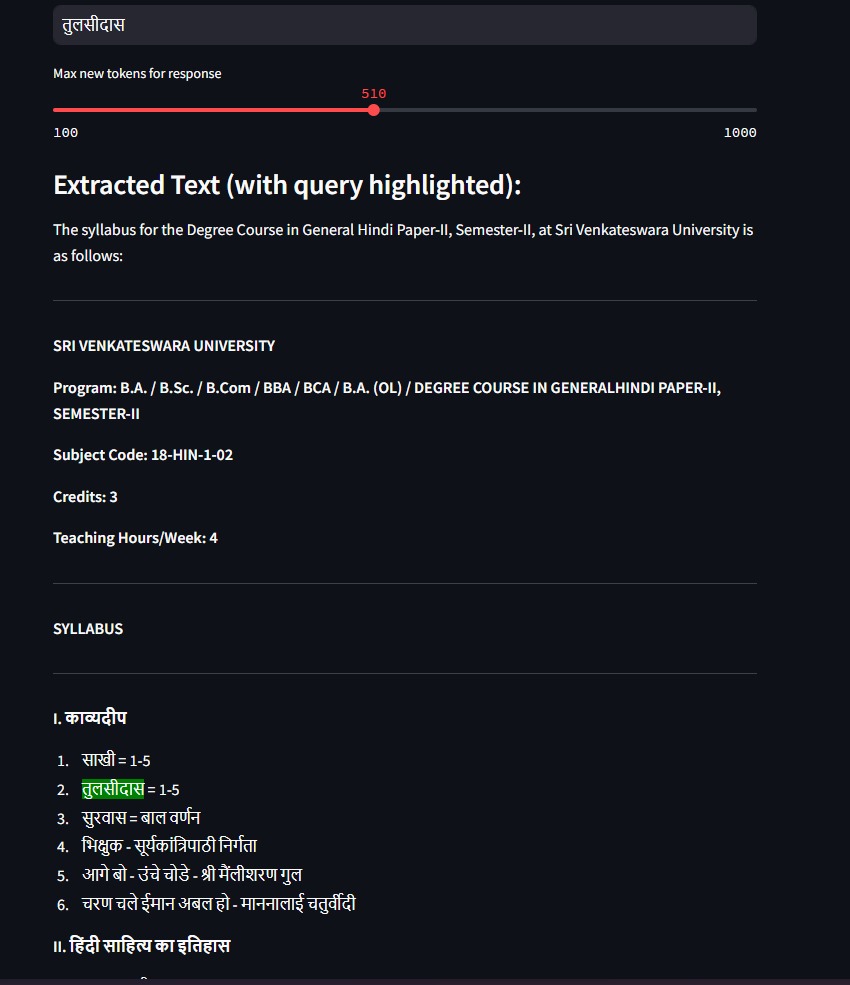 तुलसीदास
Max new tokens for response
510
100 1000
Extracted Text (with query highlighted):
The syllabus for the Degree Course in General Hindi Paper-II, Semester-II, at Sri Venkateswara University is
as follows:
SRI VENKATESWARA UNIVERSITY
Program: B.A. / B.Sc. / B.Com / BBA / BCA / B.A. (OL) / DEGREE COURSE IN GENERALHINDI PAPER-II,
SEMESTER-II
Subject Code: 18-HIN-1-02
Credits: 3
Teaching Hours/Week: 4
SYLLABUS
I. काव्यदीप
1. साखी = 1-5
2. तुलसीदास = 1-5
3. सुरवास = बाल वर्णन
4. भिक्षुक - सूर्यकांत्रिपाठी निर्गता
5. आगे बो - उंचे चोडे - श्री मैंलीशरण गुल
6. चरण चले ईमान अबल हो - माननालाई चतुर्वीदी
II. हिंदी साहित्य का इतिहास